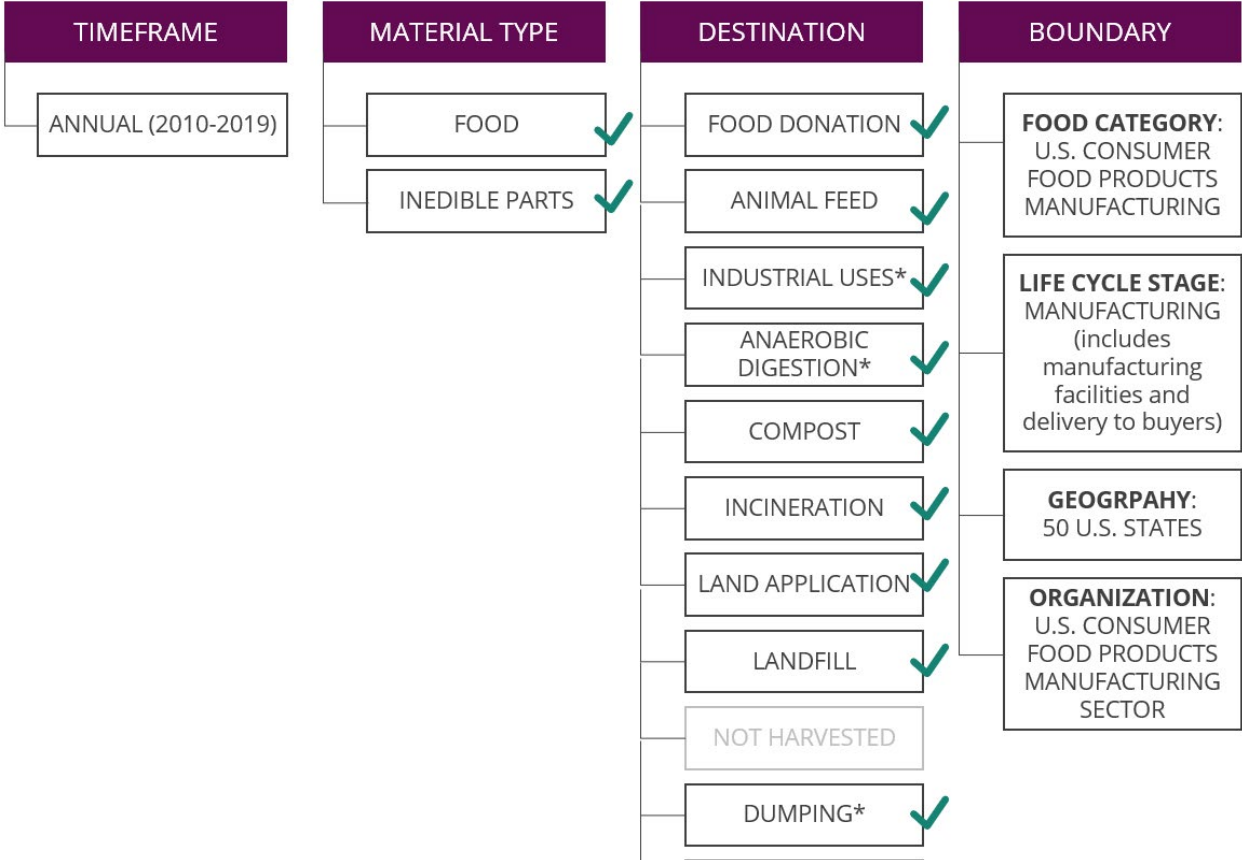 TIMEFRAME
ANNUAL (2010-2019)
MATERIAL TYPE
FOOD
INEDIBLE PARTS
DESTINATION
FOOD DONATION
ANIMAL FEED
INDUSTRIAL USES*
ANAEROBIC
DIGESTION*
COMPOST
INCINERATION
LAND APPLICATION
LANDFILL
NOT HARVESTED
DUMPING*
BOUNDARY
FOOD CATEGORY:
U.S. CONSUMER
FOOD PRODUCTS
MANUFACTURING
LIFE CYCLE STAGE:
MANUFACTURING
(includes
manufacturing
facilities and
delivery to buyers)
GEOGRPAHY:
50 U.S. STATES
ORGANIZATION:
U.S. CONSUMER
FOOD PRODUCTS
MANUFACTURING
SECTOR